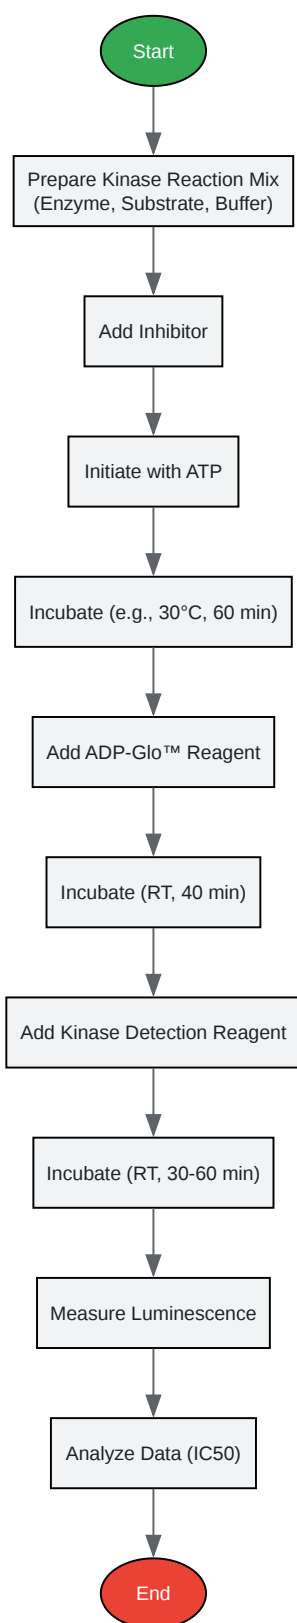 Start
Prepare Kinase Reaction Mix
(Enzyme, Substrate, Buffer)
Add Inhibitor
Initiate with ATP
Incubate (e.g., 30°C, 60 min)
Add ADP-Glo™ Reagent
Incubate (RT, 40 min)
Add Kinase Detection Reagent
Incubate (RT, 30-60 min)
Measure Luminescence
Analyze Data (IC50)
End